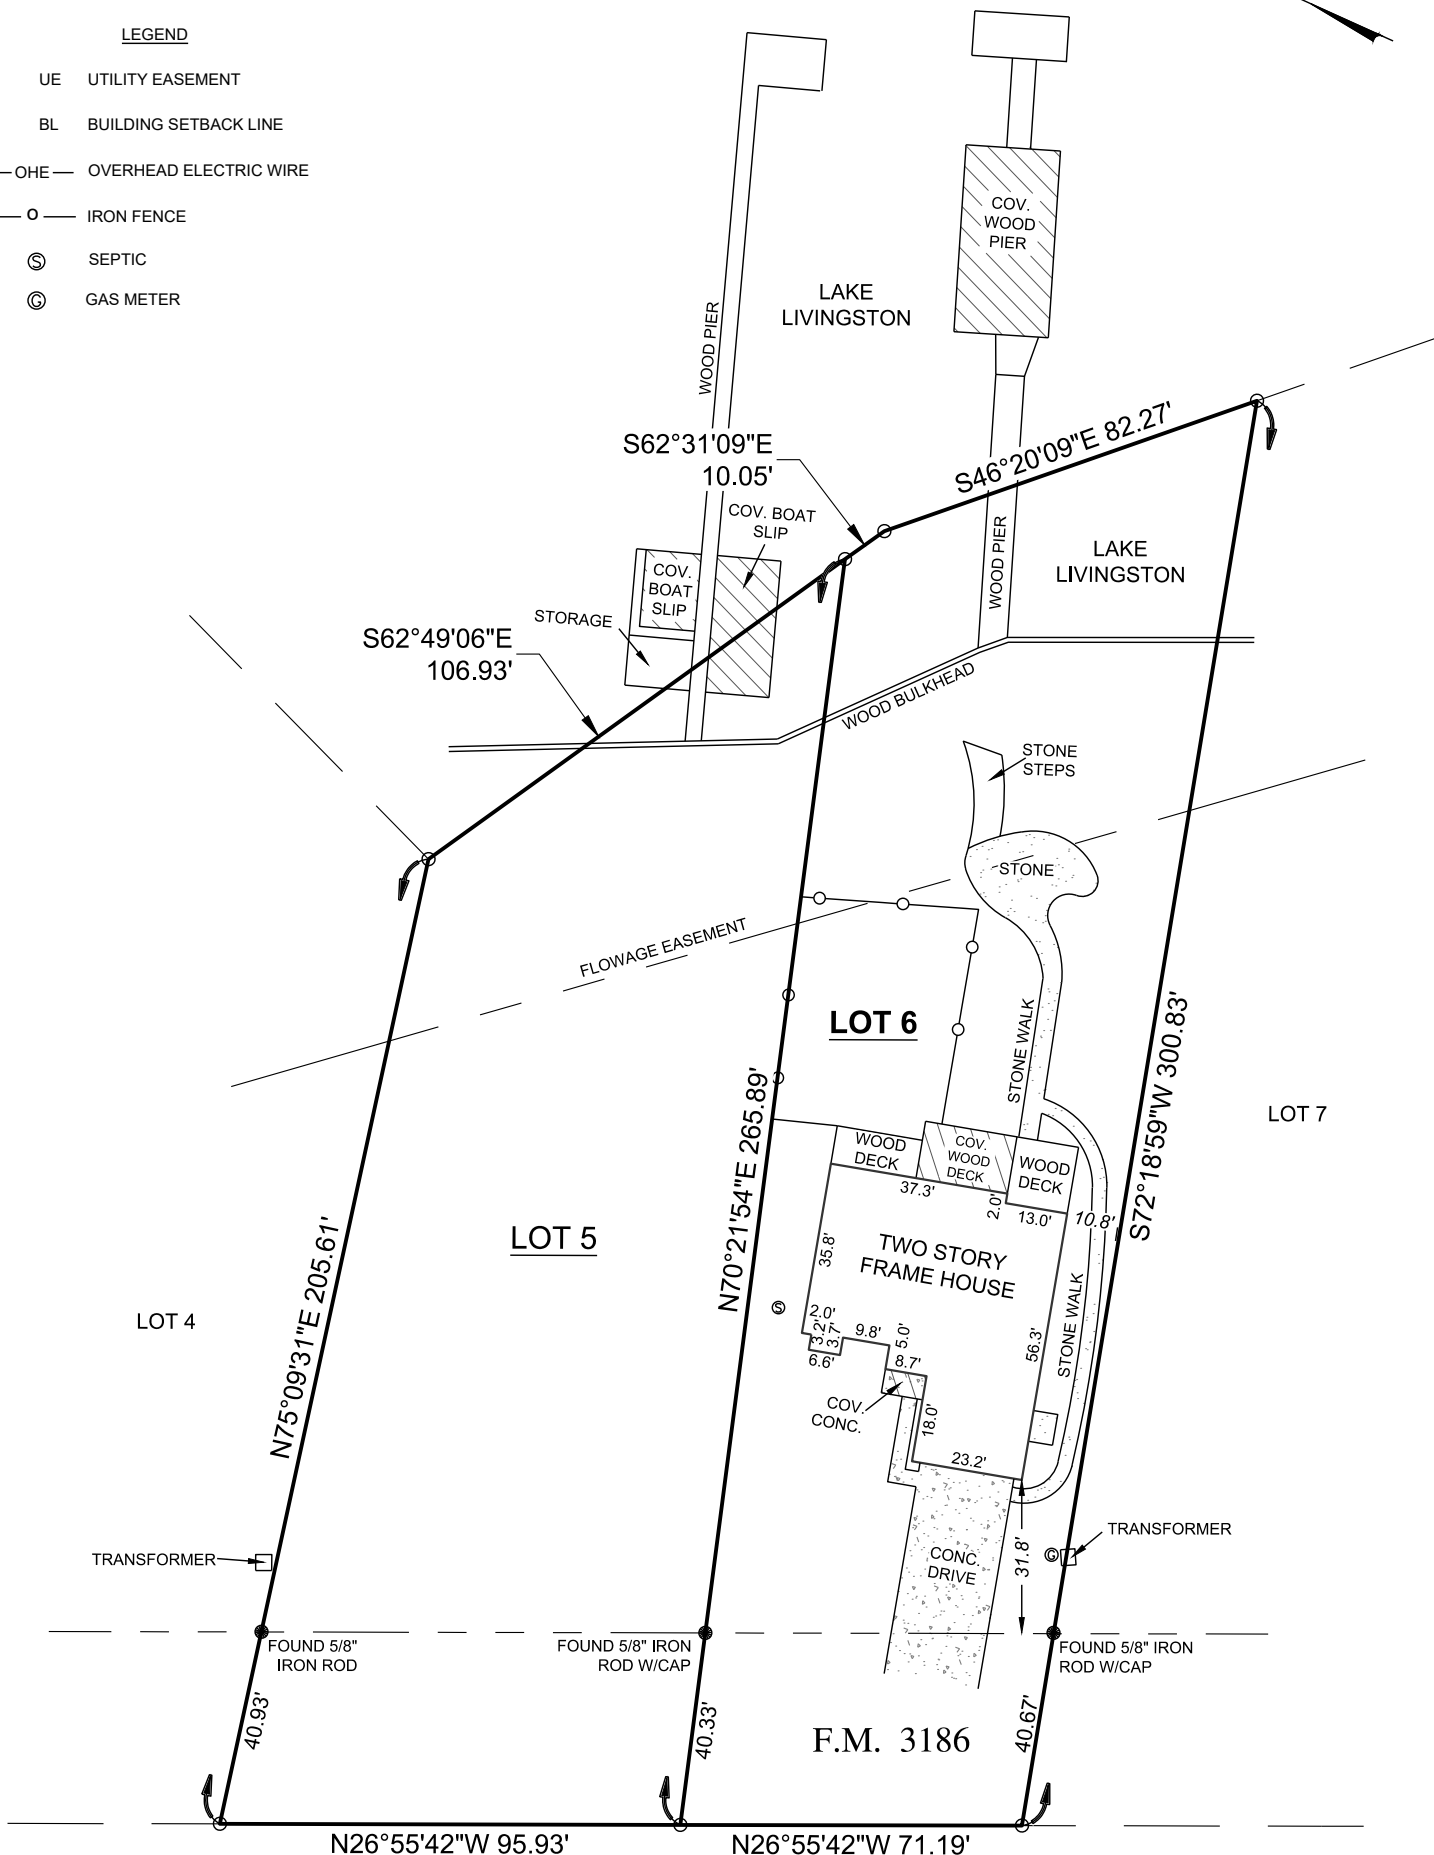 LEGEND
UE UTILITY EASEMENT
BL BUILDING SETBACK LINE
OHE OVERHEAD ELECTRIC WIRE
O IRON FENCE
S SEPTIC
G GAS METER
COV.
WOOD
PIER
LAKE
LIVINGSTON
WOOD PIER
S46°20'09"E 82.27'
S62°31'09"E
10.05'
COV. BOAT
SLIP
COV.
BOAT
SLIP
STORAGE
WOOD PIER
LAKE
LIVINGSTON
S62°49'06"E
106.93'
WOOD BULKHEAD
STONE
STEPS
STONE
FLOWAGE EASEMENT
LOT 6
STONE WALK
S72°18'59"W 300.83'
LOT 7
N70°21'54"E 265.89'
WOOD
DECK
COV.
WOOD
DECK
WOOD
DECK
37.3'
2.0'
13.0'
10.8'
LOT 5
35.8'
TWO STORY
FRAME HOUSE
N75°09'31"E 205.61'
LOT 4
S
2.0'
3.2'
3.7'
9.8'
5.0'
6.6'
8.7'
56.3'
STONE WALK
COV.
CONC.
18.0'
23.2'
TRANSFORMER
CONC.
DRIVE
31.8'
G
TRANSFORMER
FOUND 5/8"
IRON ROD
FOUND 5/8" IRON
ROD W/CAP
FOUND 5/8" IRON
ROD W/CAP
40.93'
40.33'
F.M. 3186
40.67'
N26°55'42"W 95.93'
N26°55'42"W 71.19'